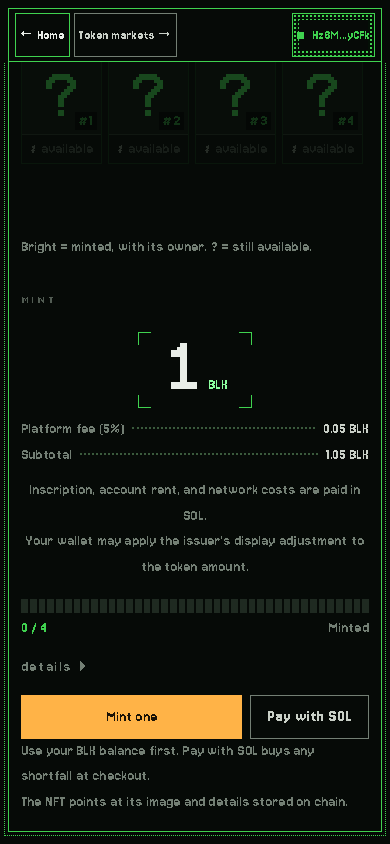 ← Home
Token markets →
Hz8M...yCFk
? ? ? ?
#1 #2 #3 #4
available available available available
Bright = minted, with its owner. ? = still available.
MINT
1 BLK
Platform fee (5%) 0.05 BLK
Subtotal 1.05 BLK
Inscription, account rent, and network costs are paid in
SOL.
Your wallet may apply the issuer's display adjustment to
the token amount.
0 / 4 Minted
details ▶
Mint one
Pay with SOL
Use your BLK balance first. Pay with SOL buys any
shortfall at checkout.
The NFT points at its image and details stored on chain.